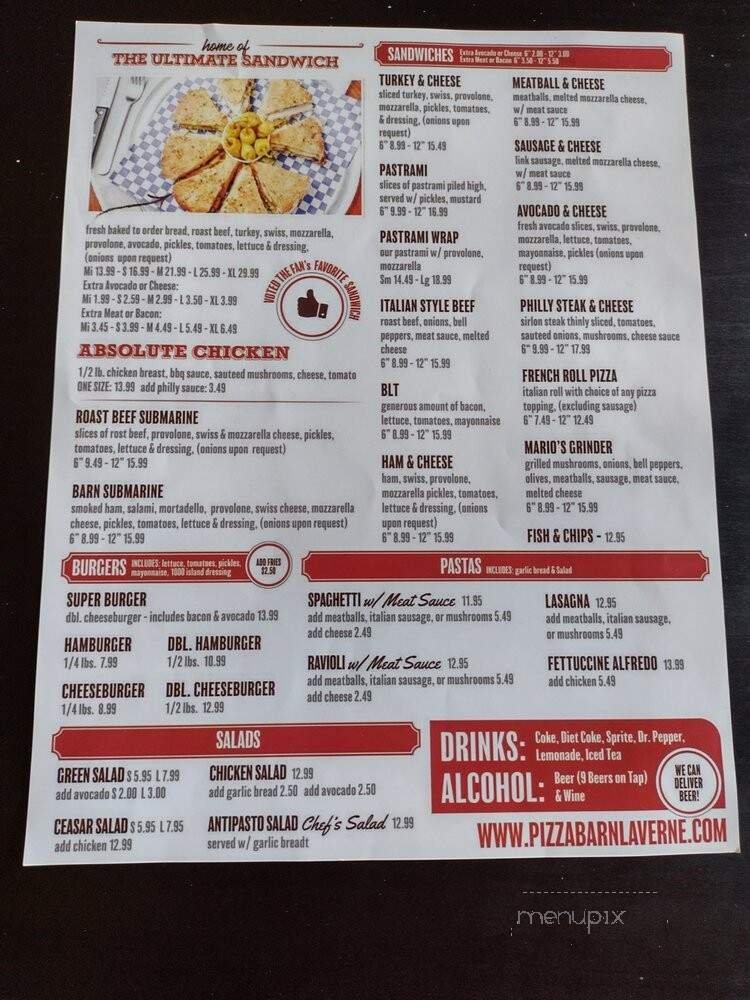 home of
THE ULTIMATE SANDWICH
fresh baked to order bread, roast beef, turkey, swiss, mozzarella,
provolone, avocado, pickles, tomatoes, lettuce & dressing,
(onions upon request)
Mi 13.99 - S 16.99 - M 21.99 - L 25.99 - XL 29.99
Extra Avocado or Cheese:
Mi 1.99 - S 2.59 - M 2.99 - L 3.50 - XL 3.99
Extra Meat or Bacon:
Mi 3.45 - S 3.99 - M 4.49 - L 5.49 - XL 6.49
VOTED THE FAN's FAVORITE SANDWICH
ABSOLUTE CHICKEN
1/2 lb. chicken breast, bbq sauce, sauteed mushrooms, cheese, tomato
ONE SIZE: 13.99 add philly sauce: 3.49
ROAST BEEF SUBMARINE
slices of rost beef, provolone, swiss & mozzarella cheese, pickles,
tomatoes, lettuce & dressing, (onions upon request)
6" 9.49 - 12" 15.99
BARN SUBMARINE
smoked ham, salami, mortadello, provolone, swiss cheese, mozzarella
cheese, pickles, tomatoes, lettuce & dressing, (onions upon request)
6" 8.99 - 12" 15.99
SANDWICHES
Extra Avocado or Cheese 6" 2.00 - 12" 3.00
Extra Meat or Bacon 6" 3.50 - 12" 5.50
TURKEY & CHEESE
sliced turkey, swiss, provolone,
mozzarella, pickles, tomatoes,
& dressing, (onions upon
request)
6" 8.99 - 12" 15.49
PASTRAMI
slices of pastrami piled high,
served w/ pickles, mustard
6" 9.99 - 12" 16.99
PASTRAMI WRAP
our pastrami w/ provolone,
mozzarella
Sm 14.49 - Lg 18.99
ITALIAN STYLE BEEF
roast beef, onions, bell
peppers, meat sauce, melted
cheese
6" 8.99 - 12" 15.99
BLT
generous amount of bacon,
lettuce, tomatoes, mayonnaise
6" 8.99 - 12" 15.99
HAM & CHEESE
ham, swiss, provolone,
mozzarella pickles, tomatoes,
lettuce & dressing, (onions
upon request)
6" 8.99 - 12" 15.99
MEATBALL & CHEESE
meatballs, melted mozzarella cheese,
w/ meat sauce
6" 8.99 - 12" 15.99
SAUSAGE & CHEESE
link sausage, melted mozzarella cheese,
w/ meat sauce
6" 8.99 - 12" 15.99
AVOCADO & CHEESE
fresh avocado slices, swiss, provolone,
mozzarella, lettuce, tomatoes,
mayonnaise, pickles (onions upon
request)
6" 8.99 - 12" 15.99
PHILLY STEAK & CHEESE
sirlon steak thinly sliced, tomatoes,
sauteed onions, mushrooms, cheese sauce
6" 9.99 - 12" 17.99
FRENCH ROLL PIZZA
italian roll with choice of any pizza
topping, (excluding sausage)
6" 7.49 - 12" 12.49
MARIO'S GRINDER
grilled mushrooms, onions, bell peppers,
olives, meatballs, sausage, meat sauce,
melted cheese
6" 8.99 - 12" 15.99
FISH & CHIPS - 12.95
BURGERS
INCLUDES: lettuce, tomatoes, pickles,
mayonnaise, 1000 island dressing
ADD FRIES
$2.50
SUPER BURGER
dbl. cheeseburger - includes bacon & avocado 13.99
HAMBURGER
1/4 lbs. 7.99
DBL. HAMBURGER
1/2 lbs. 10.99
CHEESEBURGER
1/4 lbs. 8.99
DBL. CHEESEBURGER
1/2 lbs. 12.99
PASTAS INCLUDES: garlic bread & Salad
SPAGHETTI w/ Meat Sauce 11.95
add meatballs, italian sausage, or mushrooms 5.49
add cheese 2.49
RAVIOLI w/ Meat Sauce 12.95
add meatballs, italian sausage, or mushrooms 5.49
add cheese 2.49
LASAGNA 12.95
add meatballs, italian sausage,
or mushrooms 5.49
FETTUCCINE ALFREDO 13.99
add chicken 5.49
SALADS
GREEN SALAD S 5.95 L 7.99
add avocado S 2.00 L 3.00
CEASAR SALAD S 5.95 L 7.95
add chicken 12.99
CHICKEN SALAD 12.99
add garlic bread 2.50 add avocado 2.50
ANTIPASTO SALAD Chef's Salad 12.99
served w/ garlic breadt
DRINKS: Coke, Diet Coke, Sprite, Dr. Pepper,
Lemonade, Iced Tea
ALCOHOL: Beer (9 Beers on Tap)
& Wine
WE CAN
DELIVER
BEER!
WWW.PIZZABARNLAVERNE.COM
menupix